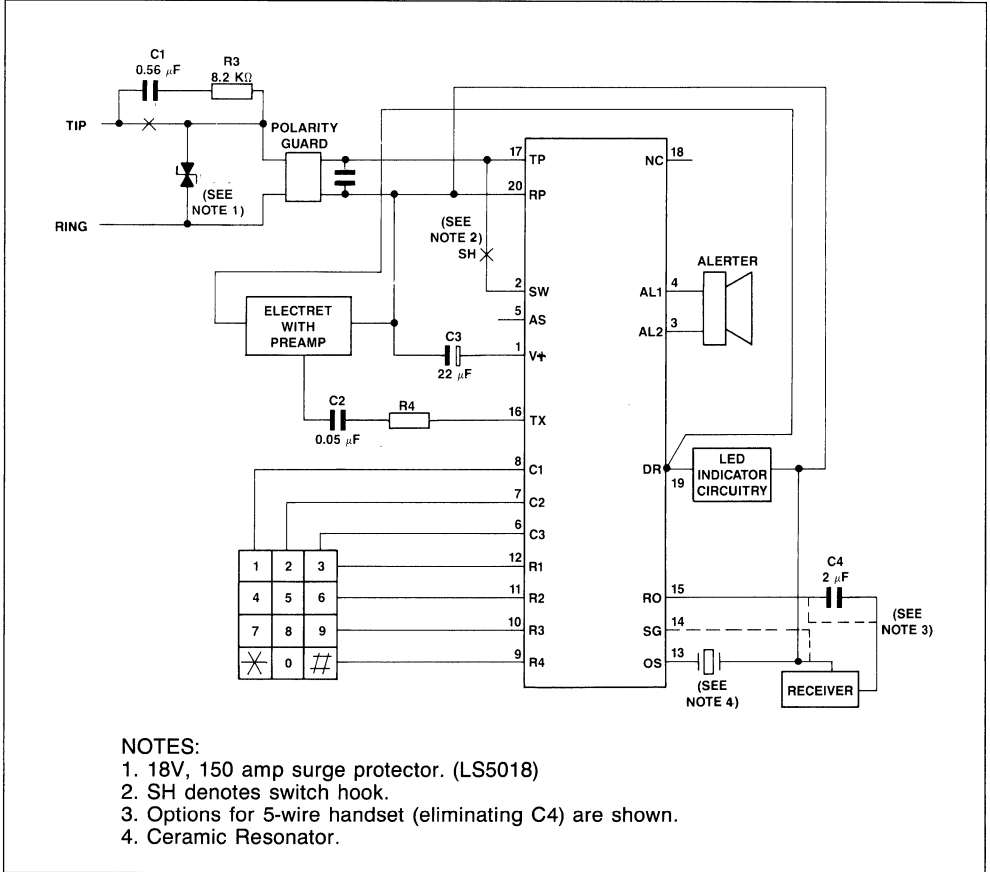 C1
0.56 μF
R3
8.2 KΩ
TIP
POLARITY
GUARD
(SEE
NOTE 1)
RING
17 TP
NC 18
20 RP
(SEE
NOTE 2)
SH
ALERTER
2 SW
AL1 4
5 AS
AL2 3
ELECTRET
WITH
PREAMP
C3
22 μF
1 V+
C2
0.05 μF
R4
16 TX
8 C1
DR 19
LED
INDICATOR
CIRCUITRY
7 C2
6 C3
1 2 3
12 R1
C4
2 μF
4 5 6
11 R2
RO 15
(SEE
NOTE 3)
7 8 9
10 R3
SG 14
* 0 #
9 R4
OS 13
(SEE
NOTE 4)
RECEIVER
NOTES:
1. 18V, 150 amp surge protector. (LS5018)
2. SH denotes switch hook.
3. Options for 5-wire handset (eliminating C4) are shown.
4. Ceramic Resonator.